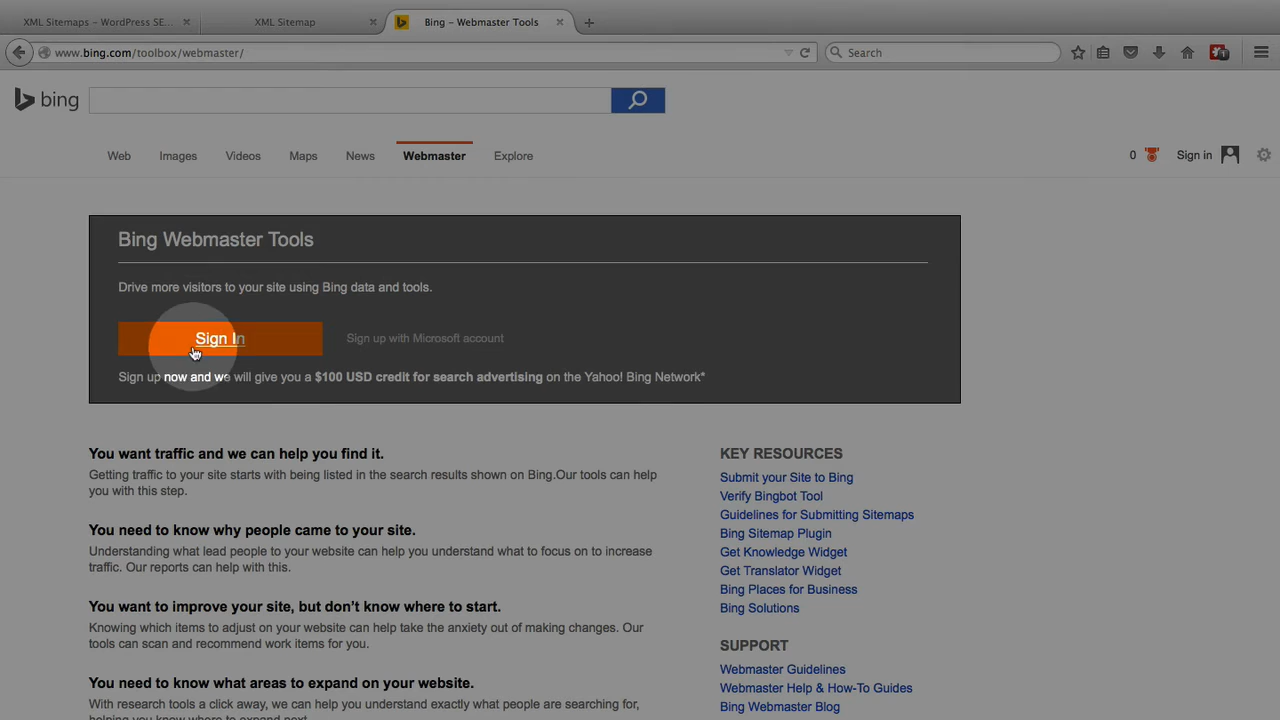 XML Sitemaps - WordPress SE...
XML Sitemap
Bing - Webmaster Tools
www.bing.com/toolbox/webmaster/
Search
1
bing
Web
Images
Videos
Maps
News
Webmaster
Explore
0
Sign in
Bing Webmaster Tools
Drive more visitors to your site using Bing data and tools.
Sign In
Sign up with Microsoft account
Sign up now and we will give you a $100 USD credit for search advertising on the Yahoo! Bing Network*
You want traffic and we can help you find it.
Getting traffic to your site starts with being listed in the search results shown on Bing.Our tools can help
you with this step.
You need to know why people came to your site.
Understanding what lead people to your website can help you understand what to focus on to increase
traffic. Our reports can help with this.
You want to improve your site, but don't know where to start.
Knowing which items to adjust on your website can help take the anxiety out of making changes. Our
tools can scan and recommend work items for you.
You need to know what areas to expand on your website.
With research tools a click away, we can help you understand exactly what people are searching for,
helping you know where to expand next.
KEY RESOURCES
Submit your Site to Bing
Verify Bingbot Tool
Guidelines for Submitting Sitemaps
Bing Sitemap Plugin
Get Knowledge Widget
Get Translator Widget
Bing Places for Business
Bing Solutions
SUPPORT
Webmaster Guidelines
Webmaster Help & How-To Guides
Bing Webmaster Blog